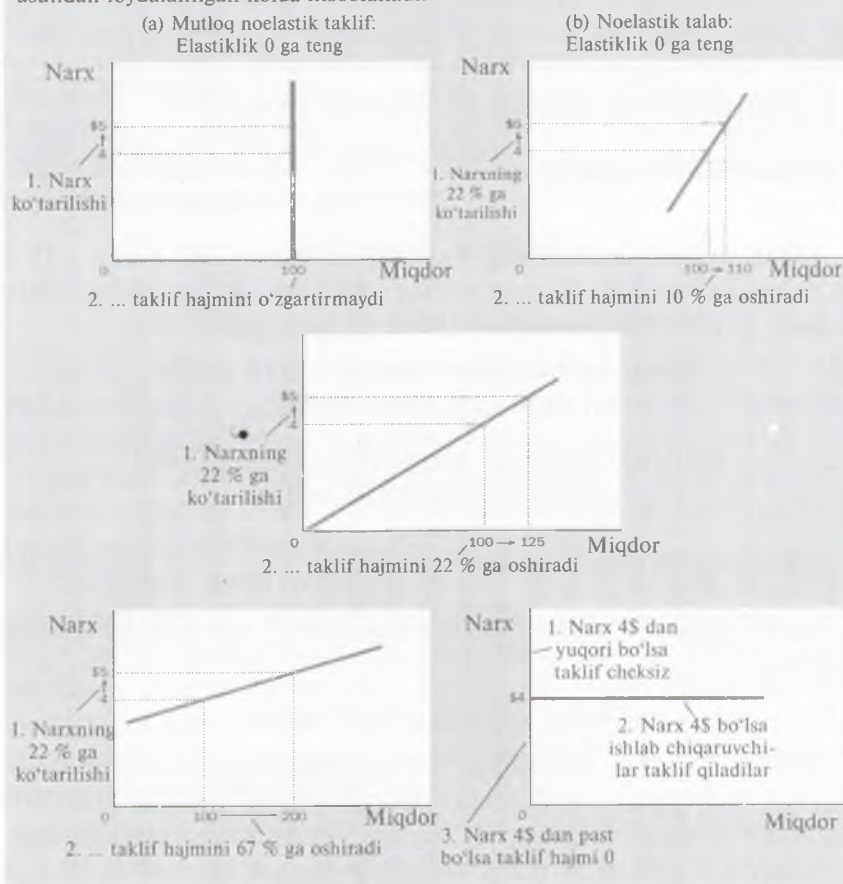 (a) Mutloq noelastik taklif:
Elastiklik 0 ga teng
Narx
$5
4
1. Narx
ko‘tarilishi
0
100
Miqdor
2. ... taklif hajmini o‘zgartirmaydi
(b) Noelastik talab:
Elastiklik 0 ga teng
Narx
$5
4
1. Narxning
22 % ga
ko‘tarilishi
0
100 → 110
Miqdor
2. ... taklif hajmini 10 % ga oshiradi
$5
4
1. Narxning
22 % ga
ko‘tarilishi
0
100 → 125
Miqdor
2. ... taklif hajmini 22 % ga oshiradi
Narx
$5
4
1. Narxning
22 % ga
ko‘tarilishi
0
100
200
Miqdor
2. ... taklif hajmini 67 % ga oshiradi
Narx
1. Narx 4$ dan
yuqori bo‘lsa
taklif cheksiz
$4
2. Narx 4$ bo‘lsa
ishlab chiqaruvchi-
lar taklif qiladilar
0
Miqdor
3. Narx 4$ dan past
bo‘lsa taklif hajmi 0